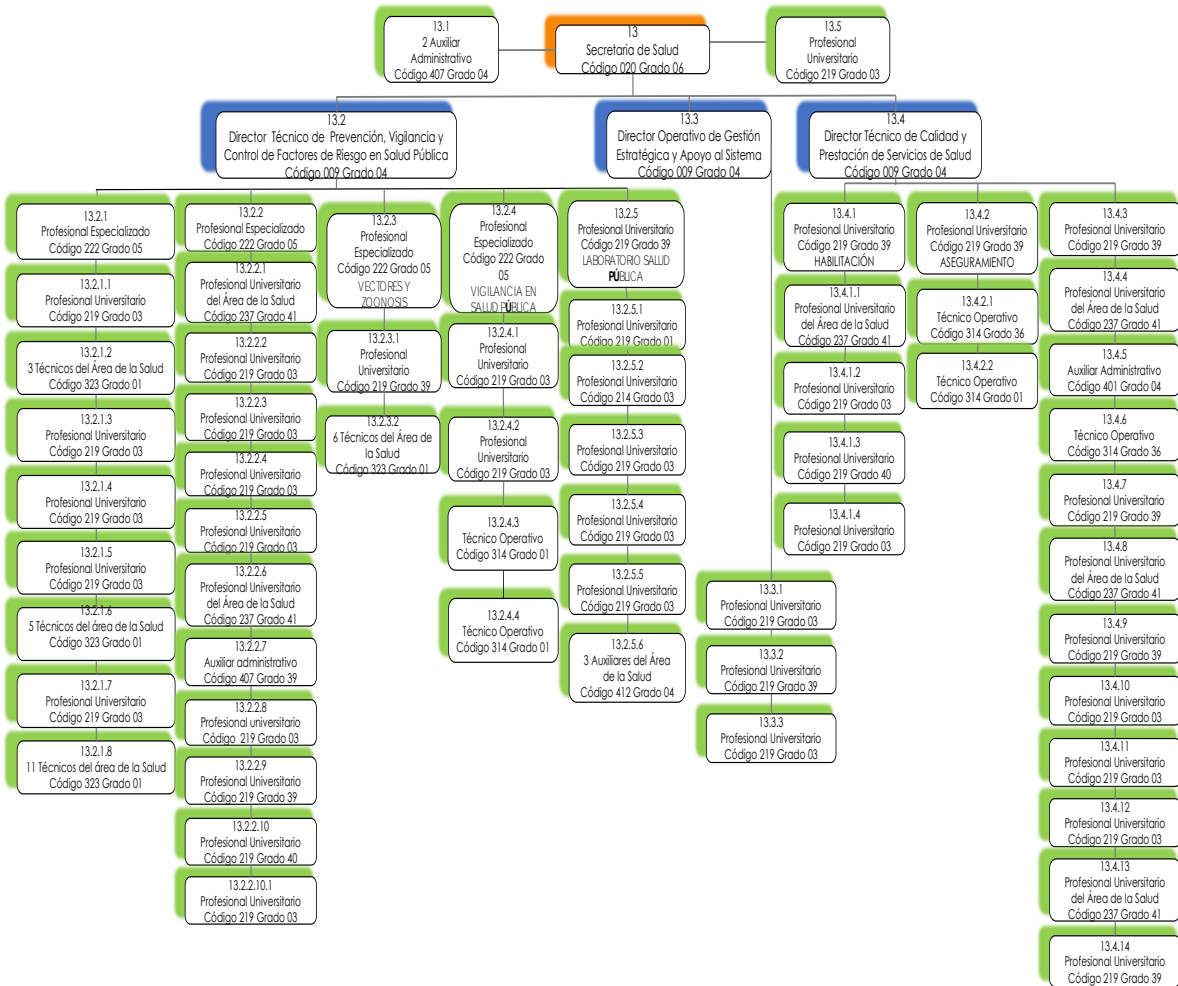 13.1
2 Auxiliar
Administrativo
Código 407 Grado 04
13
Secretaria de Salud
Código 020 Grado 06
13.5
Profesional
Universitario
Código 219 Grado 03
13.2
Director Técnico de Prevención, Vigilancia y
Control de Factores de Riesgo en Salud Pública
Código 009 Grado 04
13.3
Director Operativo de Gestión
Estratégica y Apoyo al Sistema
Código 009 Grado 04
13.4
Director Técnico de Calidad y
Prestación de Servicios de Salud
Código 009 Grado 04
13.2.1
Profesional Especializado
Código 222 Grado 05
13.2.1.1
Profesional Universitario
Código 219 Grado 03
13.2.1.2
3 Técnicos del Área de la Salud
Código 323 Grado 01
13.2.1.3
Profesional Universitario
Código 219 Grado 03
13.2.1.4
Profesional Universitario
Código 219 Grado 03
13.2.1.5
Profesional Universitario
Código 219 Grado 03
13.2.1.6
5 Técnicos del área de la Salud
Código 323 Grado 01
13.2.1.7
Profesional Universitario
Código 219 Grado 03
13.2.1.8
11 Técnicos del área de la Salud
Código 323 Grado 01
13.2.2
Profesional Especializado
Código 222 Grado 05
13.2.2.1
Profesional Universitario
del Área de la Salud
Código 237 Grado 41
13.2.2.2
Profesional Universitario
Código 219 Grado 03
13.2.2.3
Profesional Universitario
Código 219 Grado 03
13.2.2.4
Profesional Universitario
Código 219 Grado 03
13.2.2.5
Profesional Universitario
Código 219 Grado 03
13.2.2.6
Profesional Universitario
del Área de la Salud
Código 237 Grado 41
13.2.2.7
Auxiliar administrativo
Código 407 Grado 39
13.2.2.8
Profesional universitario
Código 219 Grado 03
13.2.2.9
Profesional Universitario
Código 219 Grado 39
13.2.2.10
Profesional Universitario
Código 219 Grado 40
13.2.2.10.1
Profesional Universitario
Código 219 Grado 03
13.2.3
Profesional
Especializado
Código 222 Grado 05
VECTORES Y
ZOONOSIS
13.2.3.1
Profesional
Universitario
Código 219 Grado 39
13.2.3.2
6 Técnicos del Área de
la Salud
Código 323 Grado 01
13.2.4
Profesional
Especializado
Código 222 Grado
05
VIGILANCIA EN
SALUD PÚBLICA
13.2.4.1
Profesional
Universitario
Código 219 Grado 03
13.2.4.2
Profesional
Universitario
Código 219 Grado 03
13.2.4.3
Técnico Operativo
Código 314 Grado 01
13.2.4.4
Técnico Operativo
Código 314 Grado 01
13.2.5
Profesional Universitario
Código 219 Grado 39
LABORATORIO SALUD
PÚBLICA
13.2.5.1
Profesional Universitario
Código 219 Grado 01
13.2.5.2
Profesional Universitario
Código 214 Grado 03
13.2.5.3
Profesional Universitario
Código 219 Grado 03
13.2.5.4
Profesional Universitario
Código 219 Grado 03
13.2.5.5
Profesional Universitario
Código 219 Grado 03
13.2.5.6
3 Auxiliares del Área
de la Salud
Código 412 Grado 04
13.3.1
Profesional Universitario
Código 219 Grado 03
13.3.2
Profesional Universitario
Código 219 Grado 39
13.3.3
Profesional Universitario
Código 219 Grado 03
13.4.1
Profesional Universitario
Código 219 Grado 39
HABILITACIÓN
13.4.1.1
Profesional Universitario
del Área de la Salud
Código 237 Grado 41
13.4.1.2
Profesional Universitario
Código 219 Grado 03
13.4.1.3
Profesional Universitario
Código 219 Grado 40
13.4.1.4
Profesional Universitario
Código 219 Grado 03
13.4.2
Profesional Universitario
Código 219 Grado 39
ASEGURAMIENTO
13.4.2.1
Técnico Operativo
Código 314 Grado 36
13.4.2.2
Técnico Operativo
Código 314 Grado 01
13.4.3
Profesional Universitario
Código 219 Grado 39
13.4.4
Profesional Universitario
del Área de la Salud
Código 237 Grado 41
13.4.5
Auxiliar Administrativo
Código 401 Grado 04
13.4.6
Técnico Operativo
Código 314 Grado 36
13.4.7
Profesional Universitario
Código 219 Grado 39
13.4.8
Profesional Universitario
del Área de la Salud
Código 237 Grado 41
13.4.9
Profesional Universitario
Código 219 Grado 39
13.4.10
Profesional Universitario
Código 219 Grado 03
13.4.11
Profesional Universitario
Código 219 Grado 03
13.4.12
Profesional Universitario
Código 219 Grado 03
13.4.13
Profesional Universitario
del Área de la Salud
Código 237 Grado 41
13.4.14
Profesional Universitario
Código 219 Grado 39